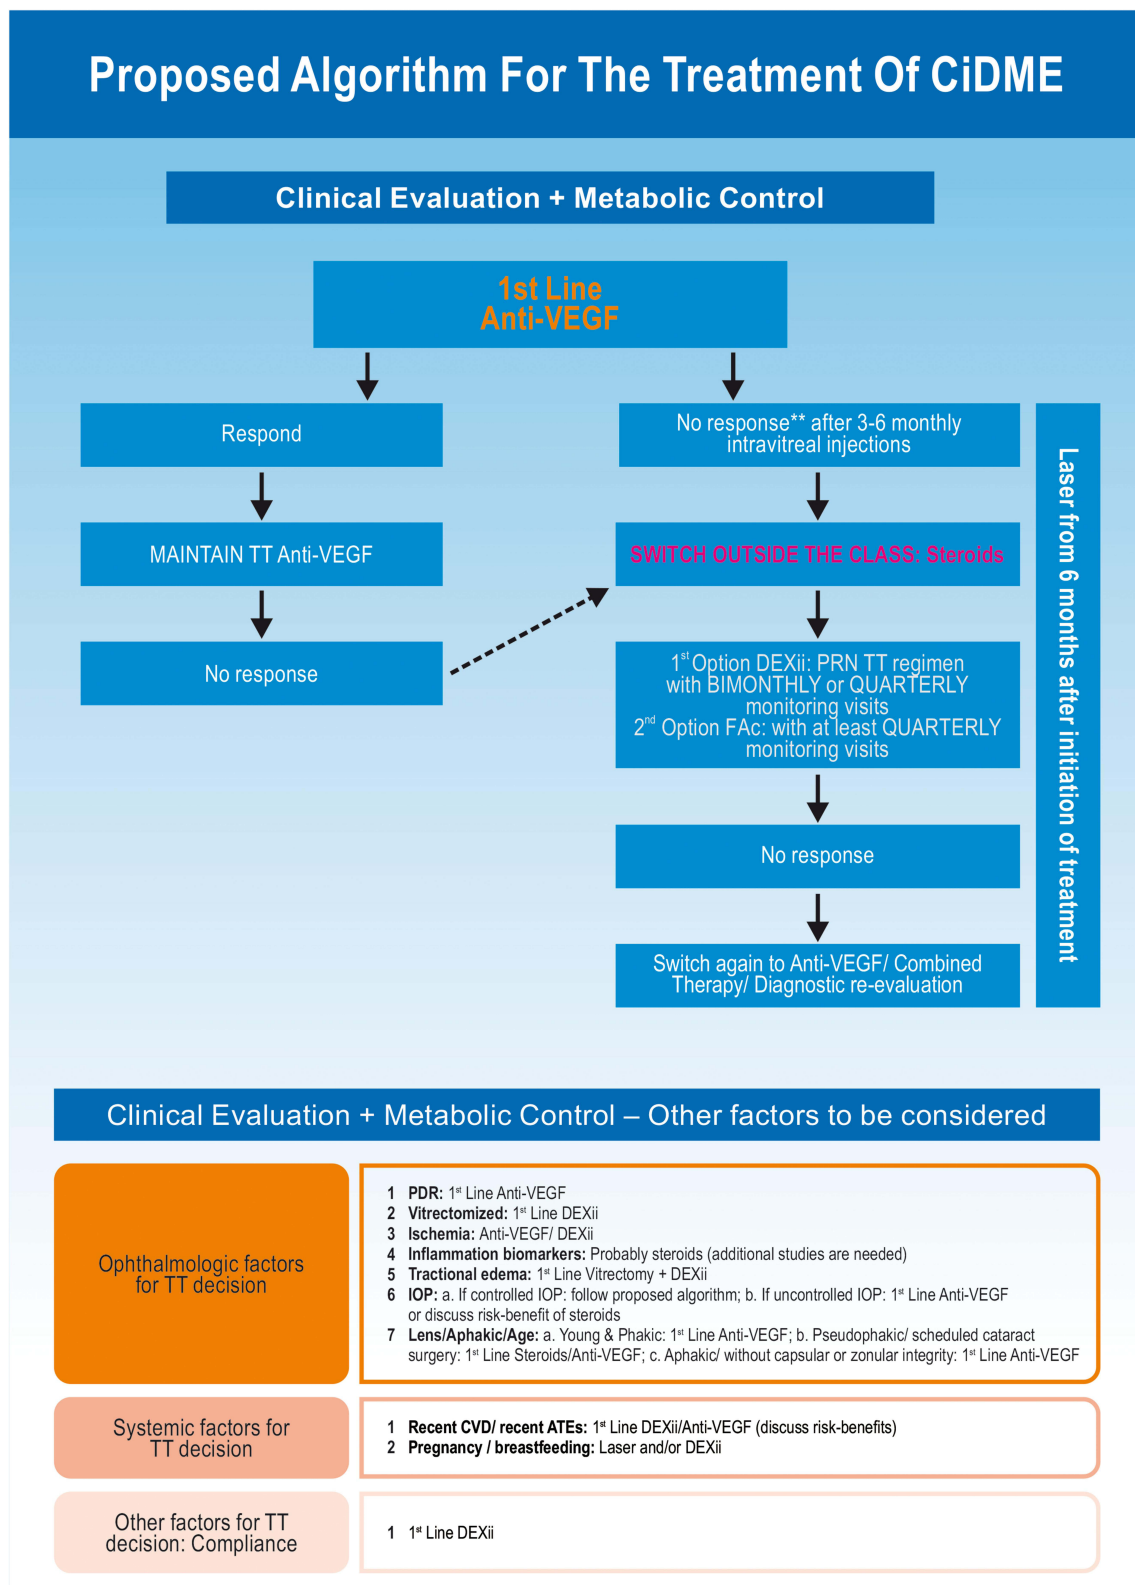 Proposed Algorithm For The Treatment Of CiDME
Clinical Evaluation + Metabolic Control
1st Line
Anti-VEGF
Respond
MAINTAIN TT Anti-VEGF
No response
No response** after 3-6 monthly
intravitreal injections
SWITCH OUTSIDE THE CLASS: Steroids
1st Option DEXii: PRN TT regimen
with BIMONTHLY or QUARTERLY
monitoring visits
2nd Option FAc: with at least QUARTERLY
monitoring visits
No response
Switch again to Anti-VEGF/ Combined
Therapy/ Diagnostic re-evaluation
Laser from 6 months after initiation of treatment
Clinical Evaluation + Metabolic Control – Other factors to be considered
Ophthalmologic factors
for TT decision
1 PDR: 1st Line Anti-VEGF
2 Vitrectomized: 1st Line DEXii
3 Ischemia: Anti-VEGF/ DEXii
4 Inflammation biomarkers: Probably steroids (additional studies are needed)
5 Tractional edema: 1st Line Vitrectomy + DEXii
6 IOP: a. If controlled IOP: follow proposed algorithm; b. If uncontrolled IOP: 1st Line Anti-VEGF
or discuss risk-benefit of steroids
7 Lens/Aphakic/Age: a. Young & Phakic: 1st Line Anti-VEGF; b. Pseudophakic/ scheduled cataract
surgery: 1st Line Steroids/Anti-VEGF; c. Aphakic/ without capsular or zonular integrity: 1st Line Anti-VEGF
Systemic factors for
TT decision
1 Recent CVD/ recent ATEs: 1st Line DEXii/Anti-VEGF (discuss risk-benefits)
2 Pregnancy / breastfeeding: Laser and/or DEXii
Other factors for TT
decision: Compliance
1 1st Line DEXii